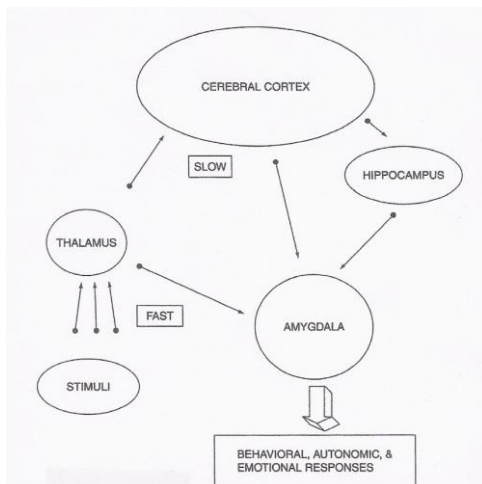 CEREBRAL CORTEX
SLOW
HIPPOCAMPUS
THALAMUS
FAST
AMYGDALA
STIMULI
BEHAVIORAL, AUTONOMIC, &
EMOTIONAL RESPONSES